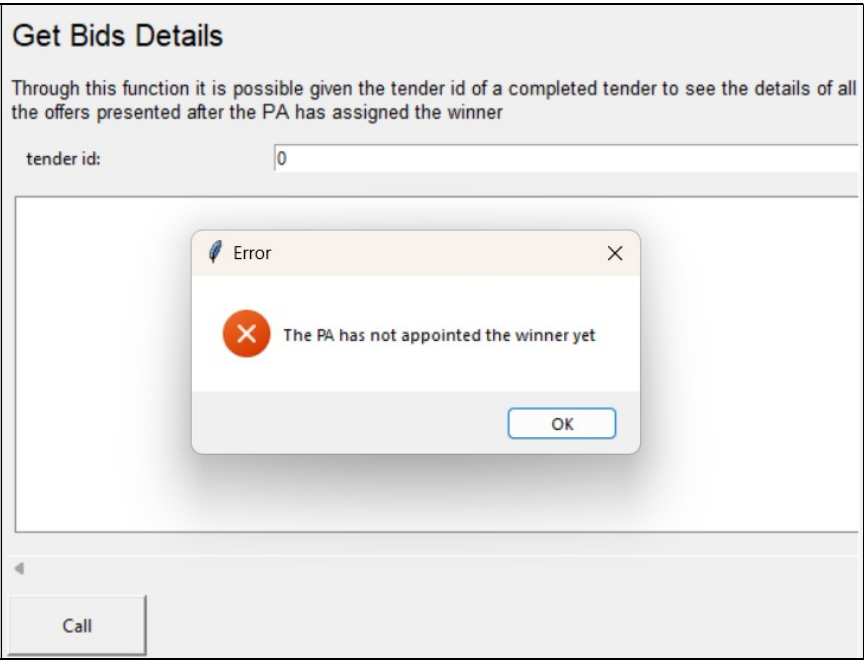 Get Bids Details
Through this function it is possible given the tender id of a completed tender to see the details of all
the offers presented after the PA has assigned the winner
tender id:
0
Error
The PA has not appointed the winner yet
OK
Call